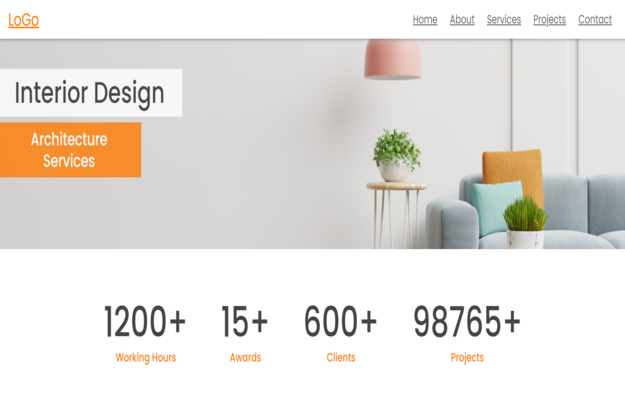 LoGo
Home About Services Projects Contact
Interior Design
Architecture
Services
1200+ 15+ 600+ 98765+
Working Hours Awards Clients Projects